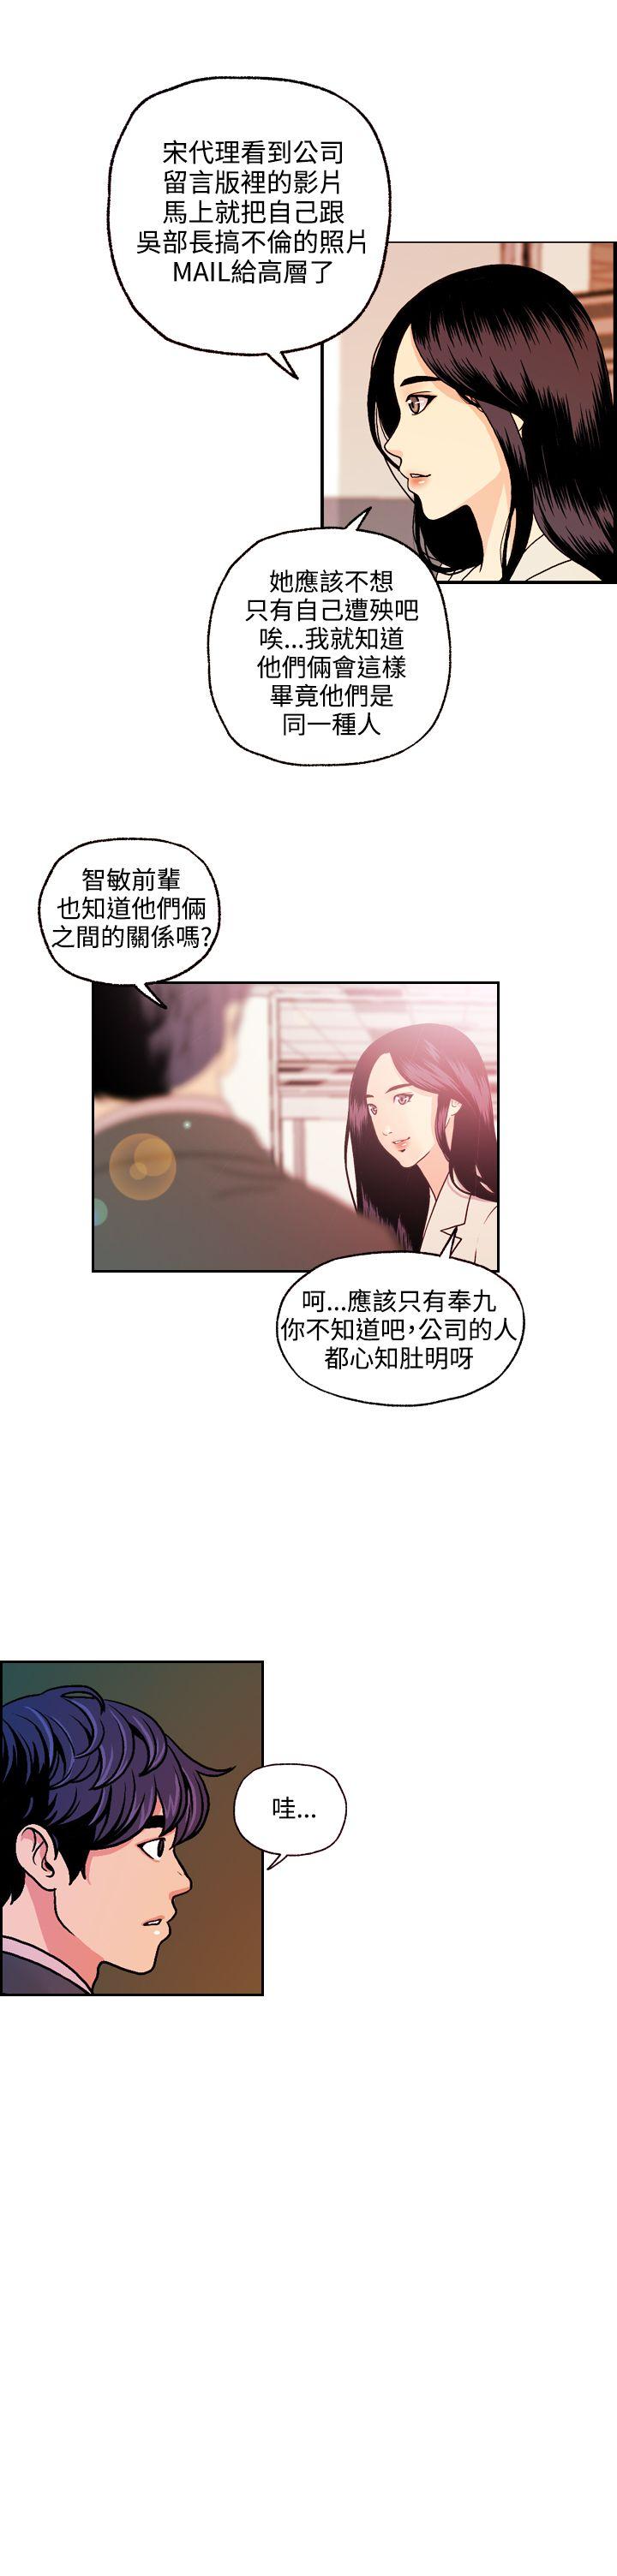 宋代理看到公司
留言版裡的影片
馬上就把自己跟
吳部長搞不倫的照片
MAIL給高層了
她應該不想
只有自己遭殃吧
唉...我就知道
他們倆會這樣
畢竟他們是
同一種人
智敏前輩
也知道他們倆
之間的關係嗎?
呵...應該只有奉九
你不知道吧,公司的人
都心知肚明呀
哇...